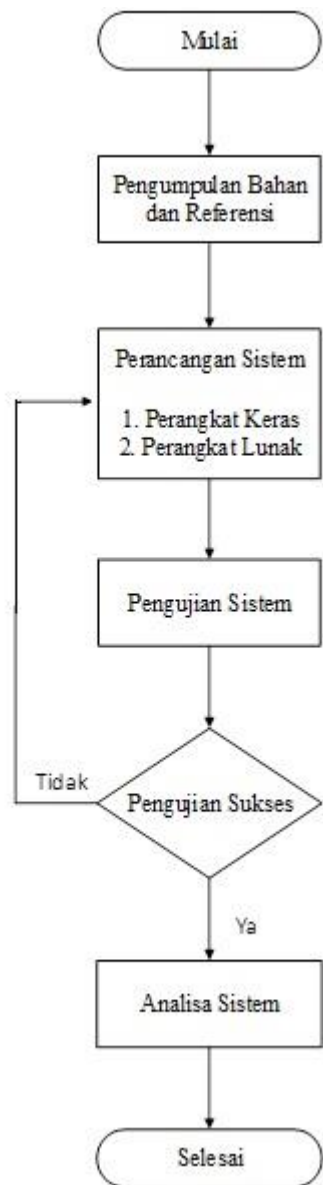 Mulai
Pengumpulan Bahan
dan Referensi
Perancangan Sistem
1. Perangkat Keras
2. Perangkat Lunak
Pengujian Sistem
Tidak
Pengujian Sukses
Ya
Analisa Sistem
Selesai